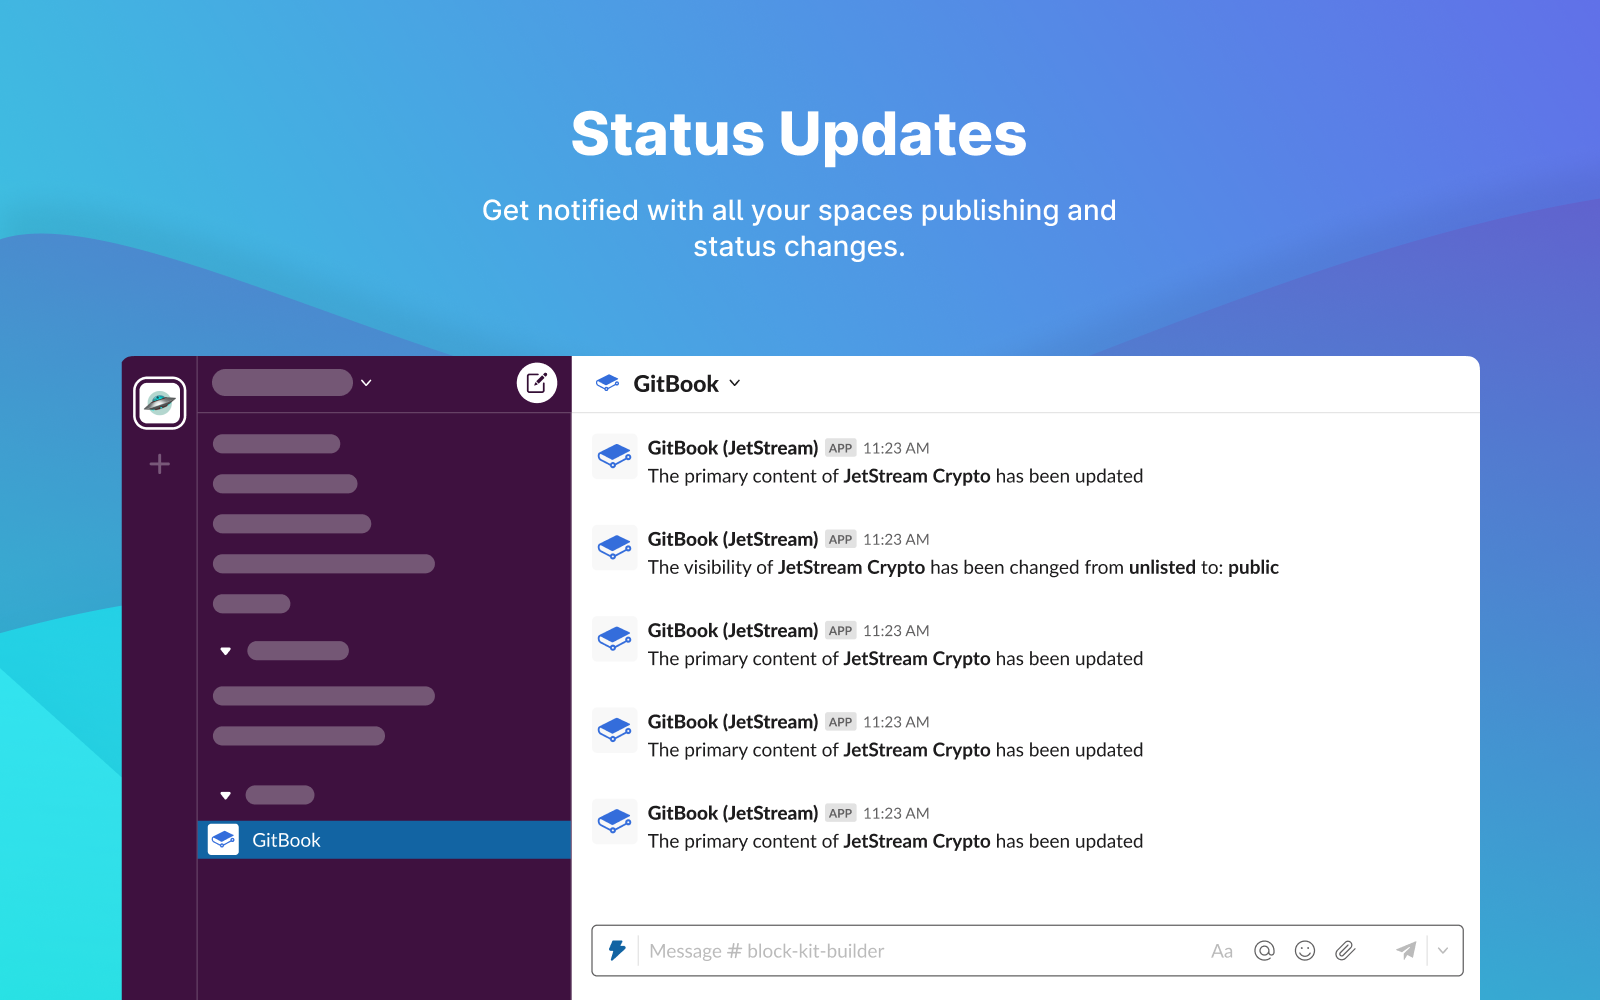 Status Updates
Get notified with all your spaces publishing and
status changes.
GitBook
GitBook (JetStream) APP 11:23 AM
The primary content of JetStream Crypto has been updated
GitBook (JetStream) APP 11:23 AM
The visibility of JetStream Crypto has been changed from unlisted to: public
GitBook (JetStream) APP 11:23 AM
The primary content of JetStream Crypto has been updated
GitBook (JetStream) APP 11:23 AM
The primary content of JetStream Crypto has been updated
GitBook (JetStream) APP 11:23 AM
The primary content of JetStream Crypto has been updated
GitBook
Message # block-kit-builder Aa